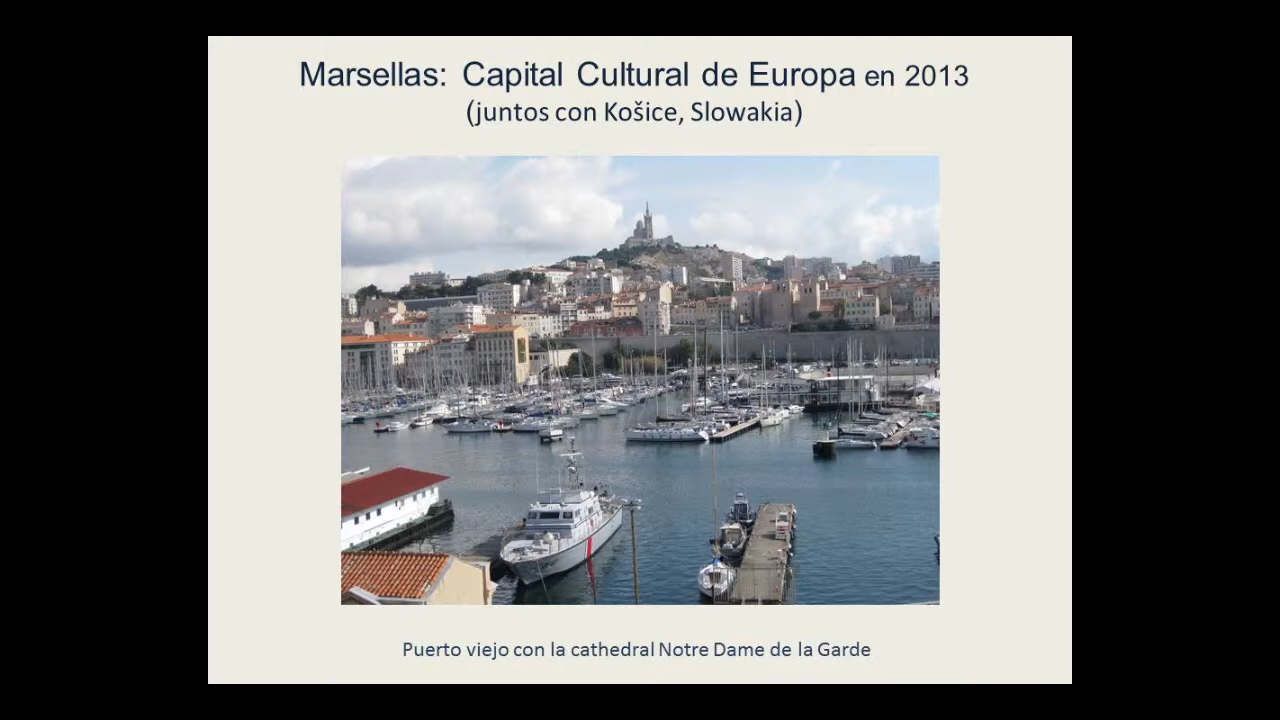 Marsellas: Capital Cultural de Europa en 2013
(juntos con Košice, Slowakia)
Puerto viejo con la cathedral Notre Dame de la Garde